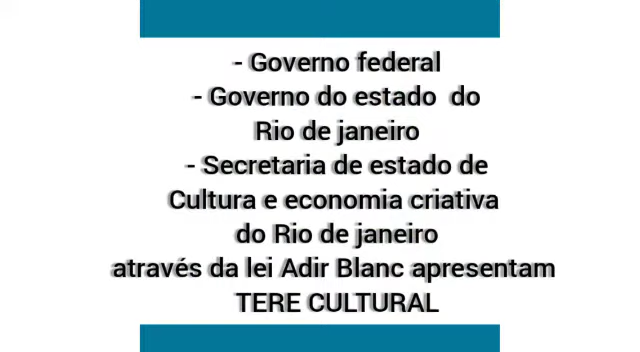 - Governo federal
- Governo do estado do
Rio de janeiro
- Secretaria de estado de
Cultura e economia criativa
do Rio de janeiro
através da lei Adir Blanc apresentam
TERE CULTURAL